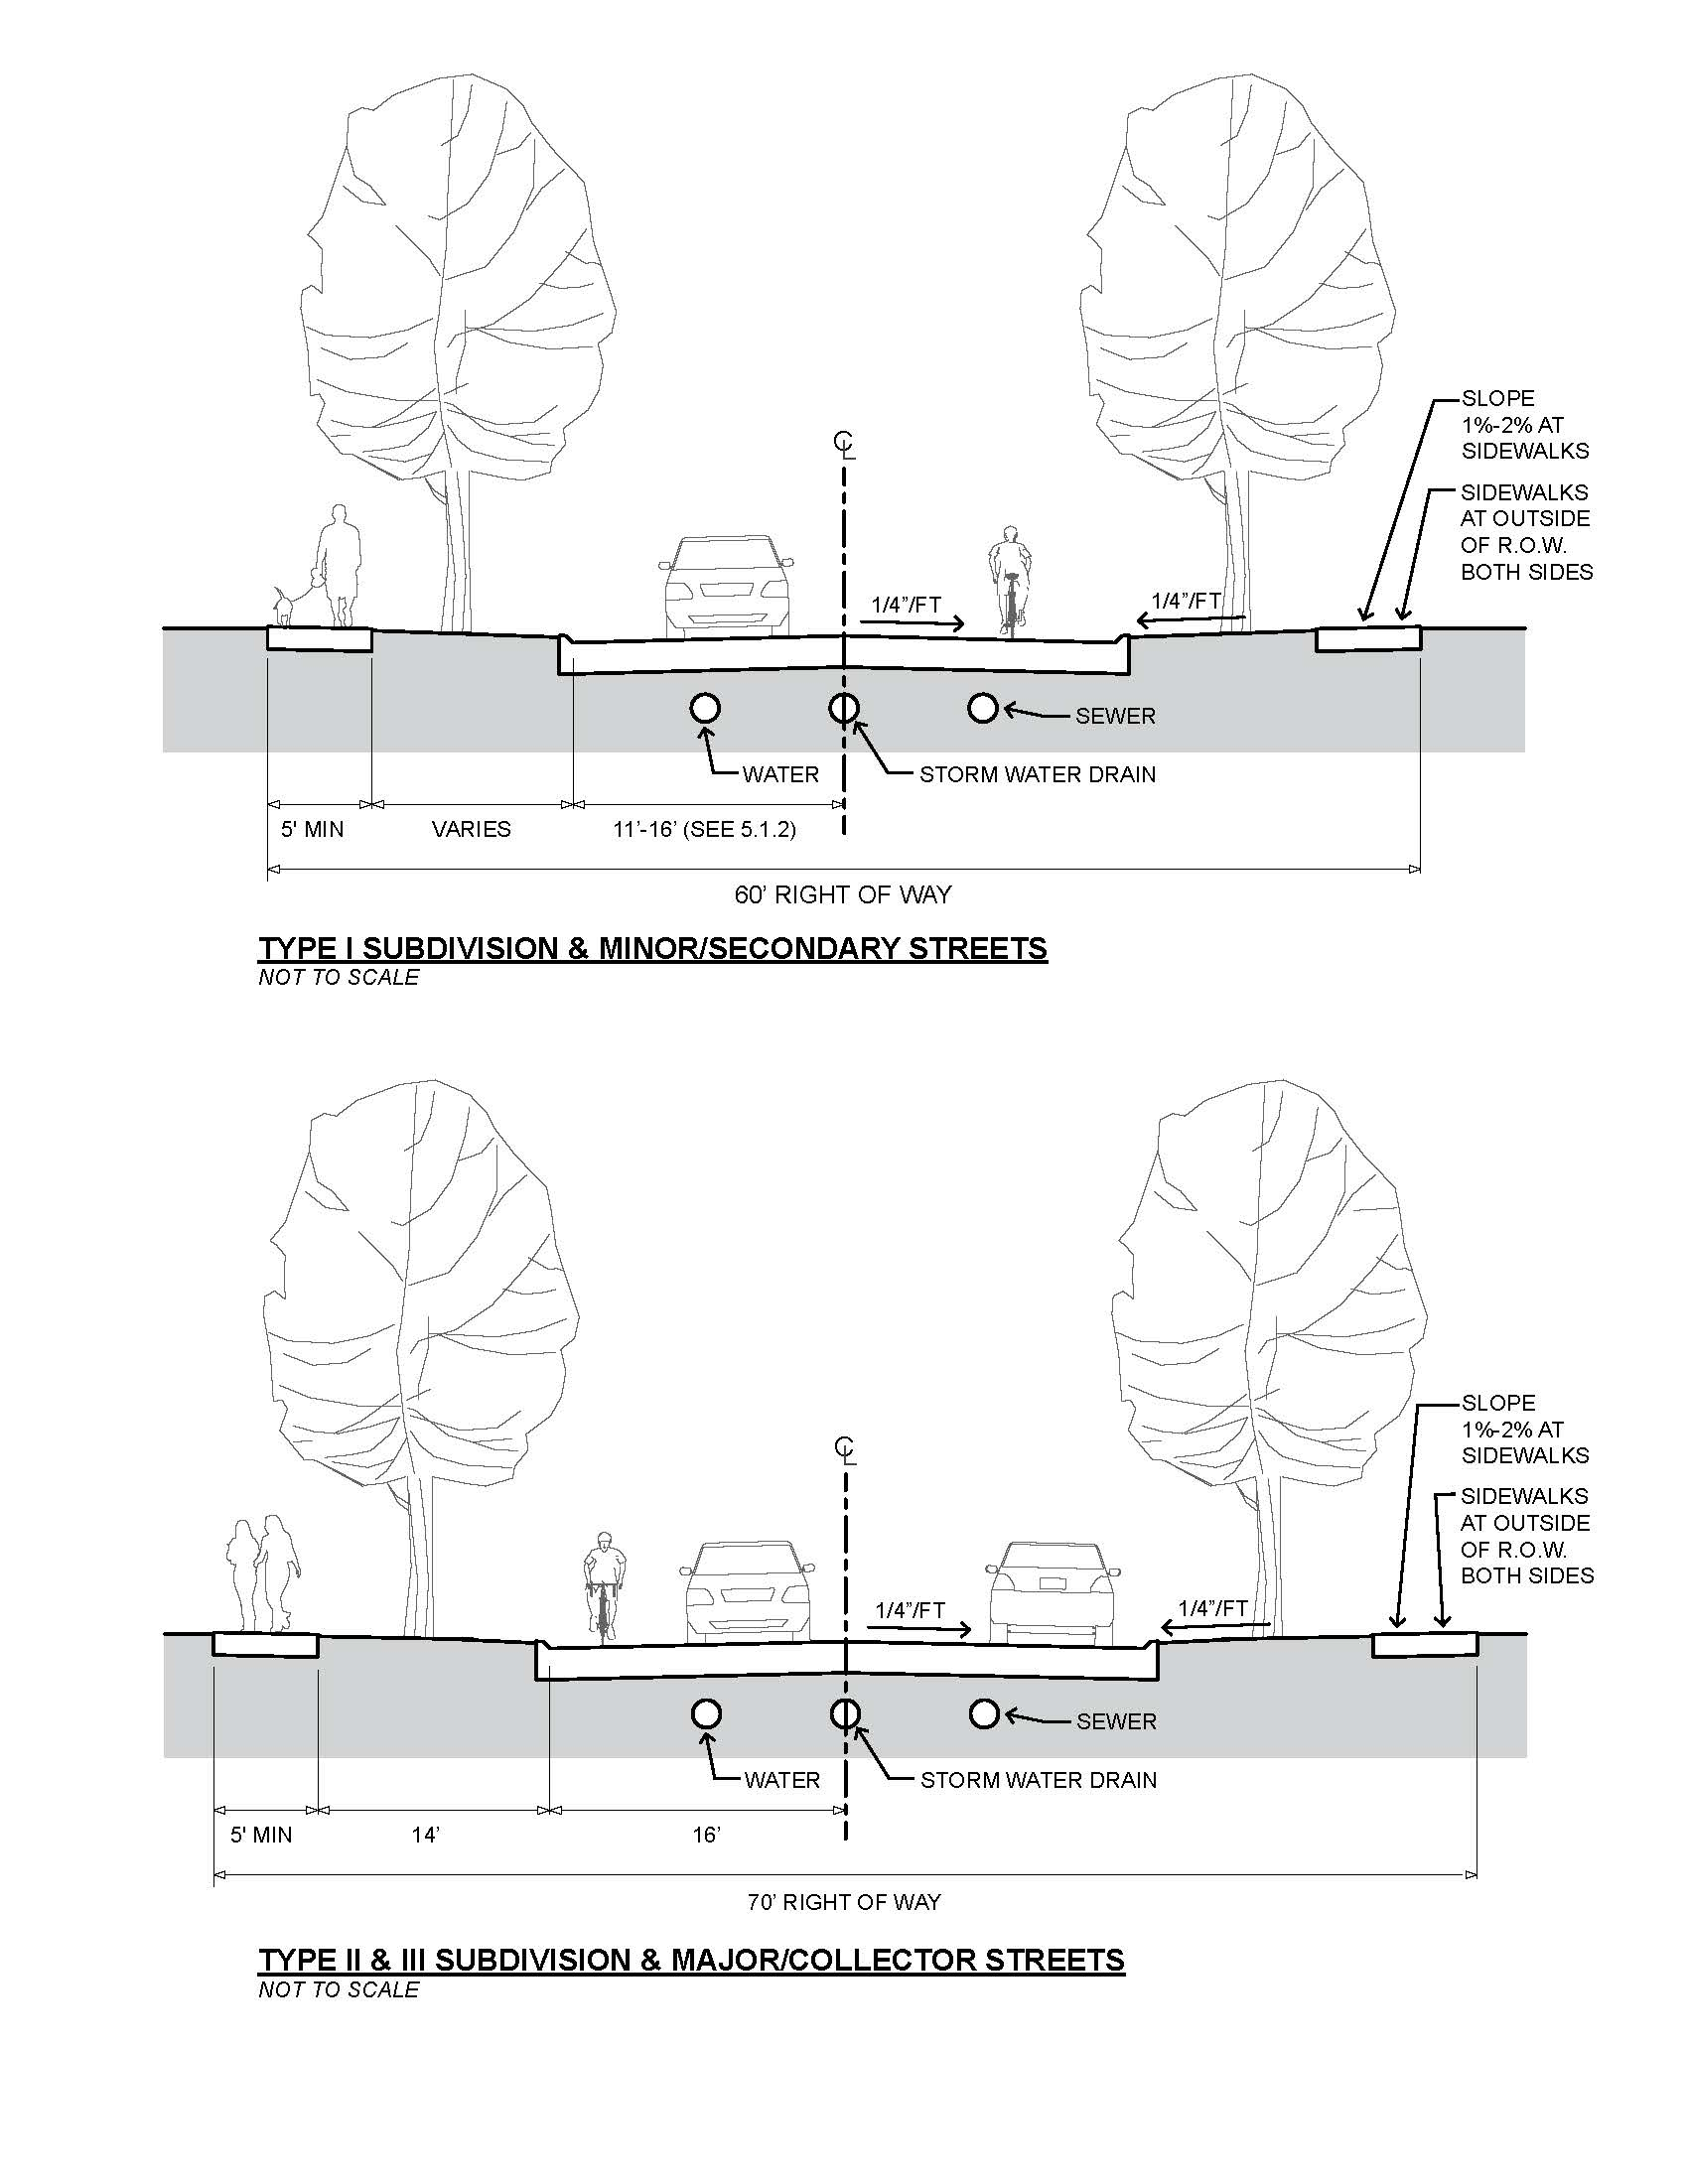 SLOPE
1%-2% AT
SIDEWALKS
SIDEWALKS
AT OUTSIDE
OF R.O.W.
BOTH SIDES
CL
1/4”/FT
1/4”/FT
SEWER
WATER
STORM WATER DRAIN
5' MIN
VARIES
11’-16’ (SEE 5.1.2)
60’ RIGHT OF WAY
TYPE I SUBDIVISION & MINOR/SECONDARY STREETS
NOT TO SCALE
SLOPE
1%-2% AT
SIDEWALKS
SIDEWALKS
AT OUTSIDE
OF R.O.W.
BOTH SIDES
CL
1/4”/FT
1/4”/FT
SEWER
WATER
STORM WATER DRAIN
5' MIN
14’
16’
70’ RIGHT OF WAY
TYPE II & III SUBDIVISION & MAJOR/COLLECTOR STREETS
NOT TO SCALE